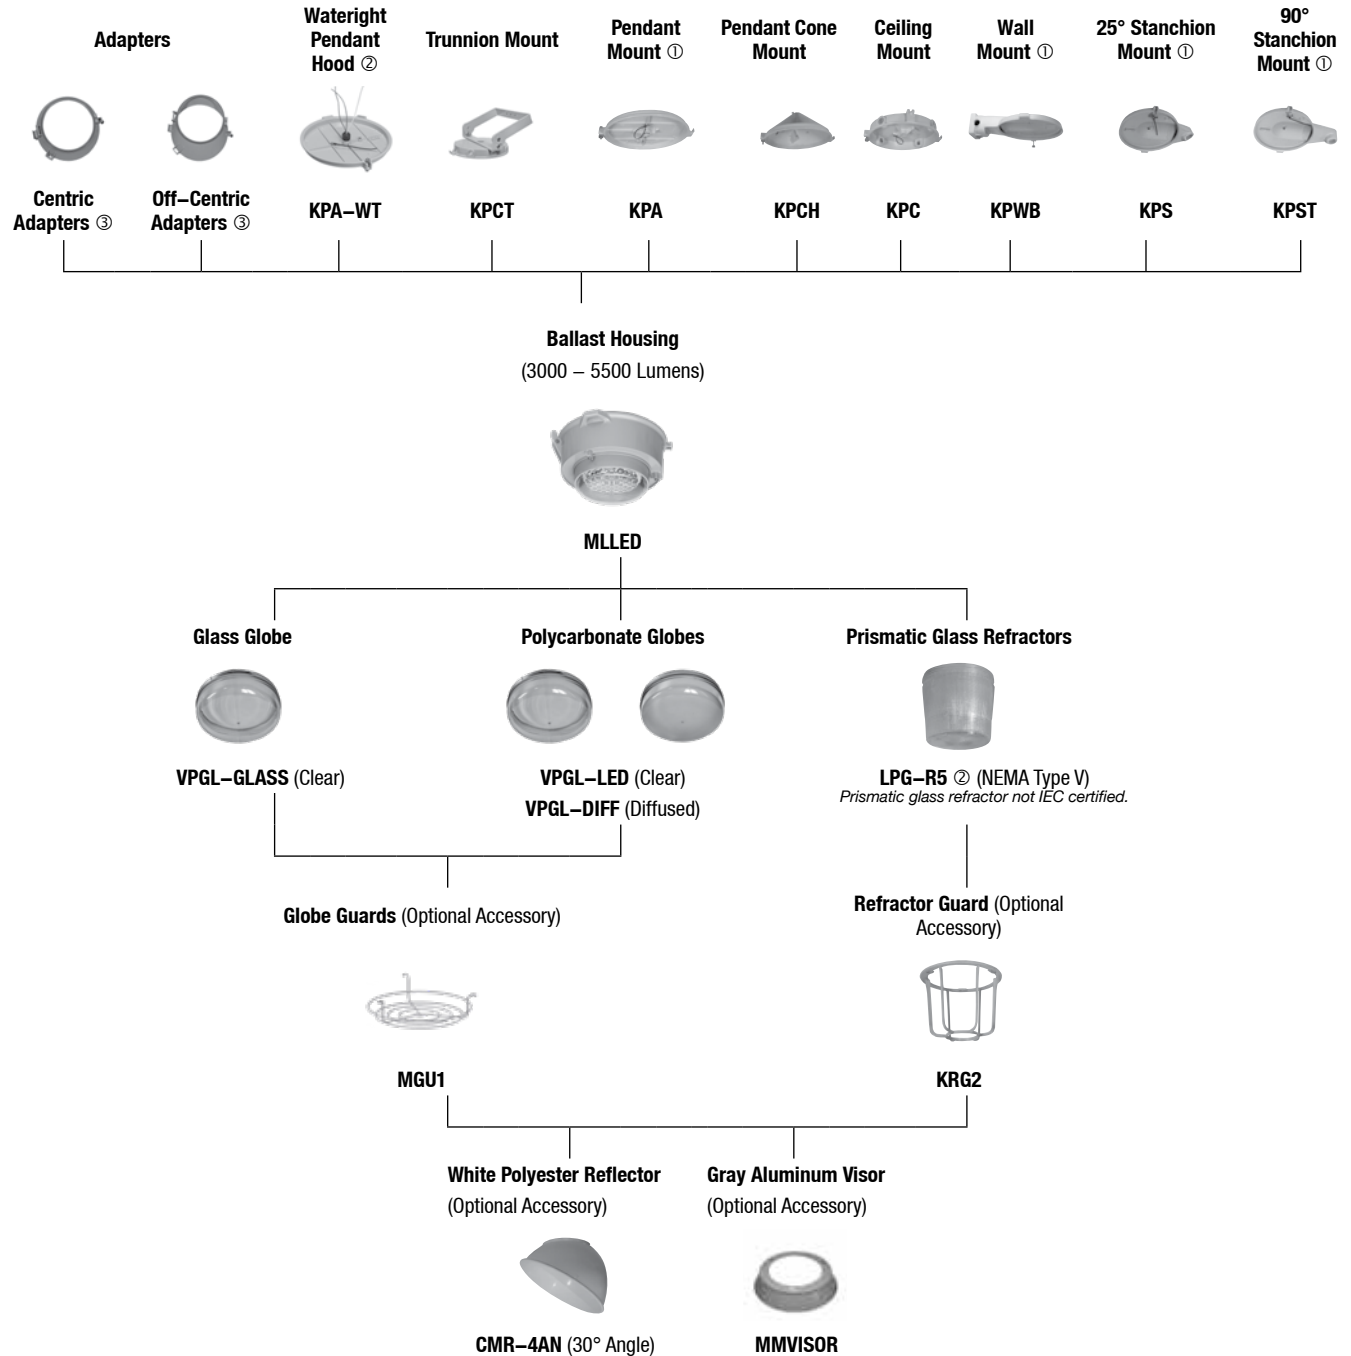 Adapters
Wateright
Pendant
Hood ②
Trunnion Mount
Pendant
Mount ①
Pendant Cone
Mount
Ceiling
Mount
Wall
Mount ①
25° Stanchion
Mount ①
90°
Stanchion
Mount ①
Centric
Adapters ③
Off–Centric
Adapters ③
KPA–WT
KPCT
KPA
KPCH
KPC
KPWB
KPS
KPST
Ballast Housing
(3000 – 5500 Lumens)
MLLED
Glass Globe
Polycarbonate Globes
Prismatic Glass Refractors
VPGL–GLASS (Clear)
VPGL–LED (Clear)
VPGL–DIFF (Diffused)
LPG–R5 ② (NEMA Type V)
Prismatic glass refractor not IEC certified.
Globe Guards (Optional Accessory)
Refractor Guard (Optional
Accessory)
MGU1
KRG2
White Polyester Reflector
(Optional Accessory)
Gray Aluminum Visor
(Optional Accessory)
CMR–4AN (30° Angle)
MMVISOR